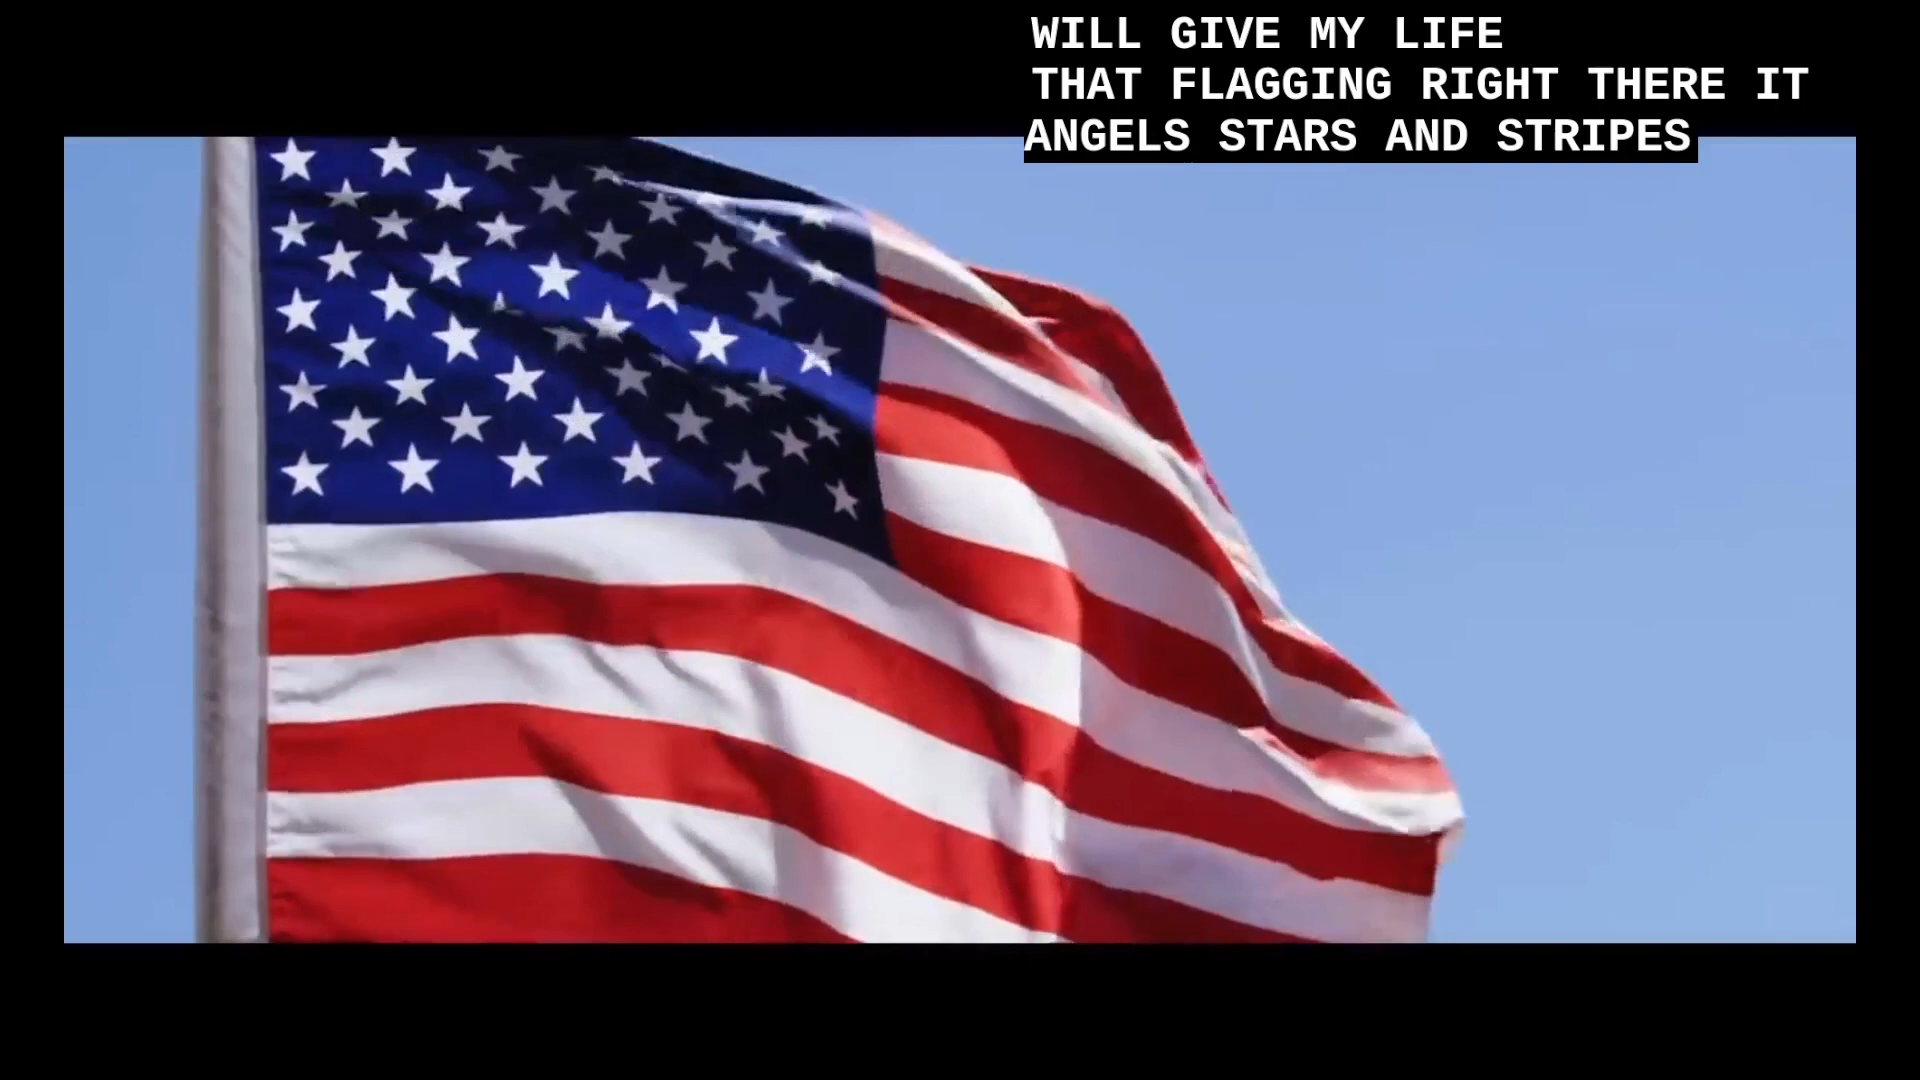 WILL GIVE MY LIFE
THAT FLAGGING RIGHT THERE IT
ANGELS STARS AND STRIPES